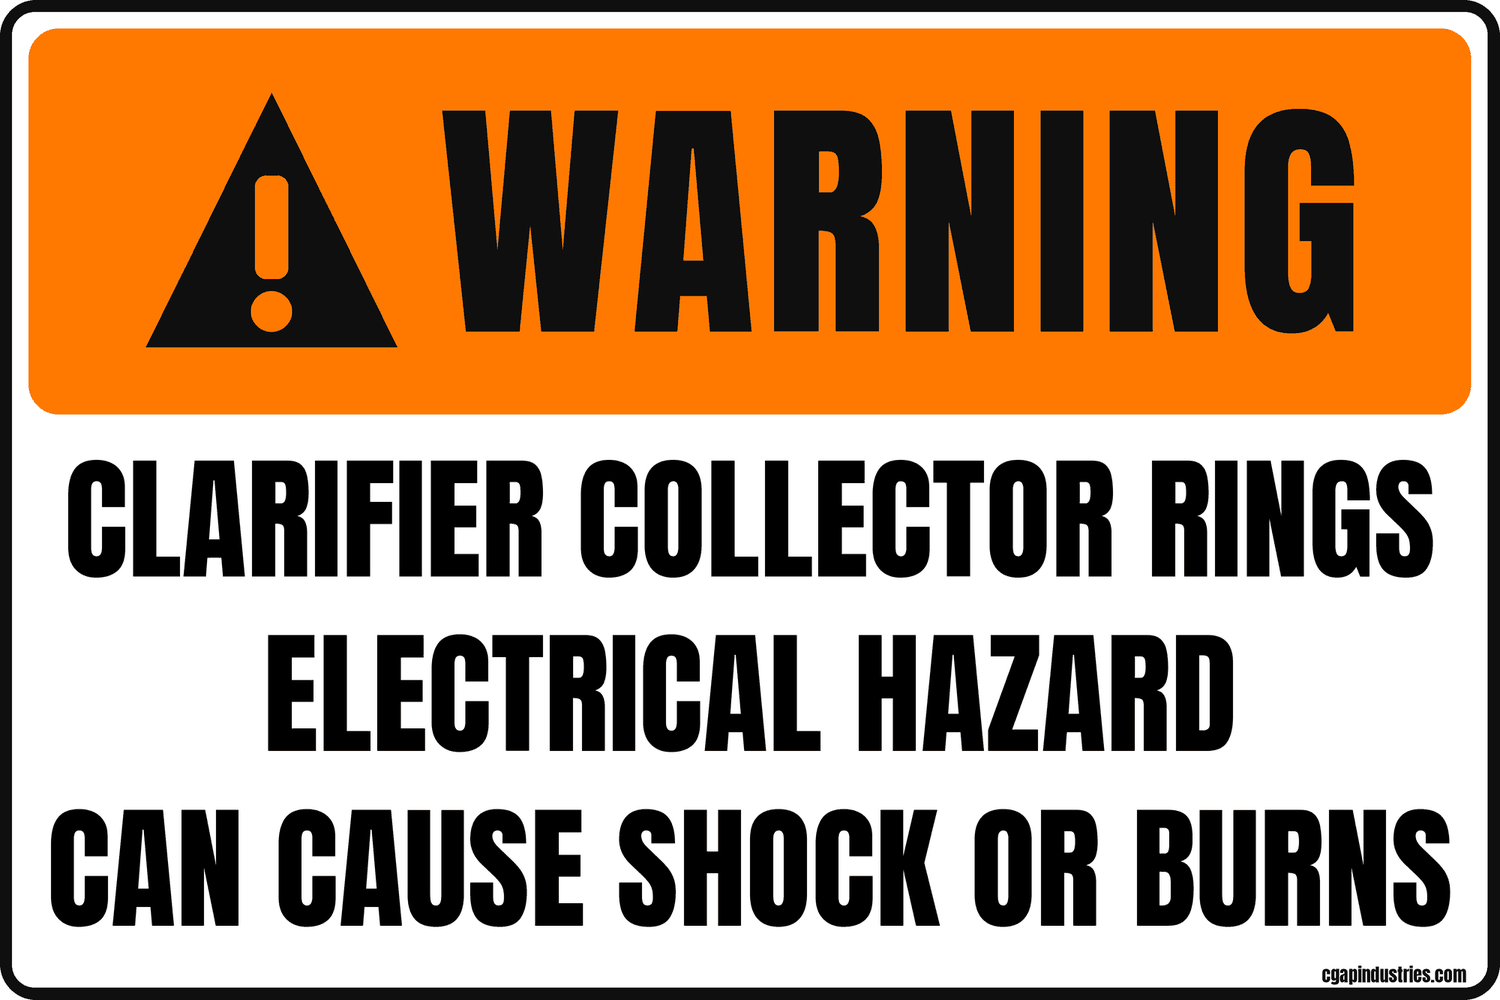 WARNING
CLARIFIER COLLECTOR RINGS
ELECTRICAL HAZARD
CAN CAUSE SHOCK OR BURNS
cgapindustries.com